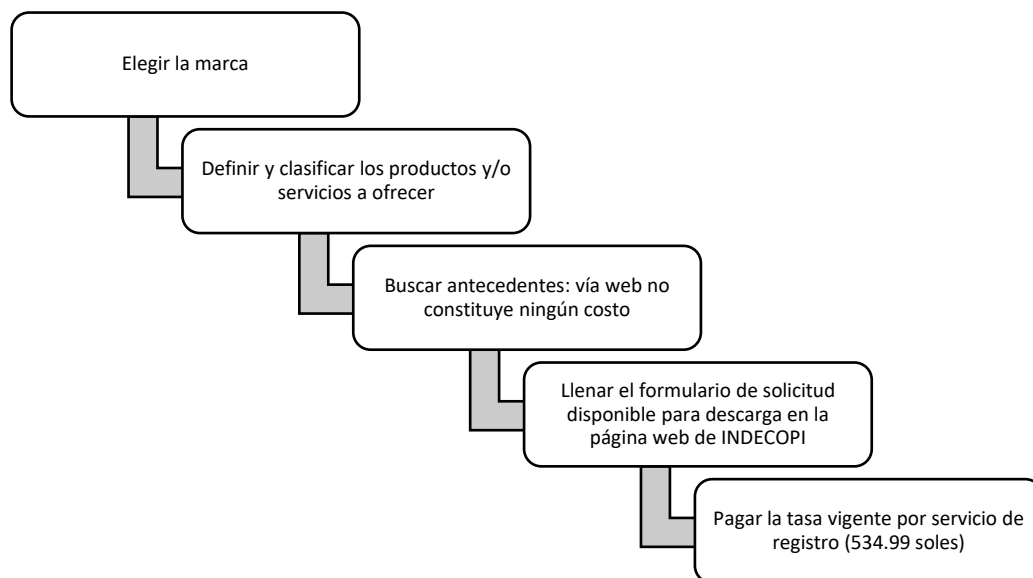 Elegir la marca
Definir y clasificar los productos y/o
servicios a ofrecer
Buscar antecedentes: vía web no
constituye ningún costo
Llenar el formulario de solicitud
disponible para descarga en la
página web de INDECOPI
Pagar la tasa vigente por servicio de
registro (534.99 soles)